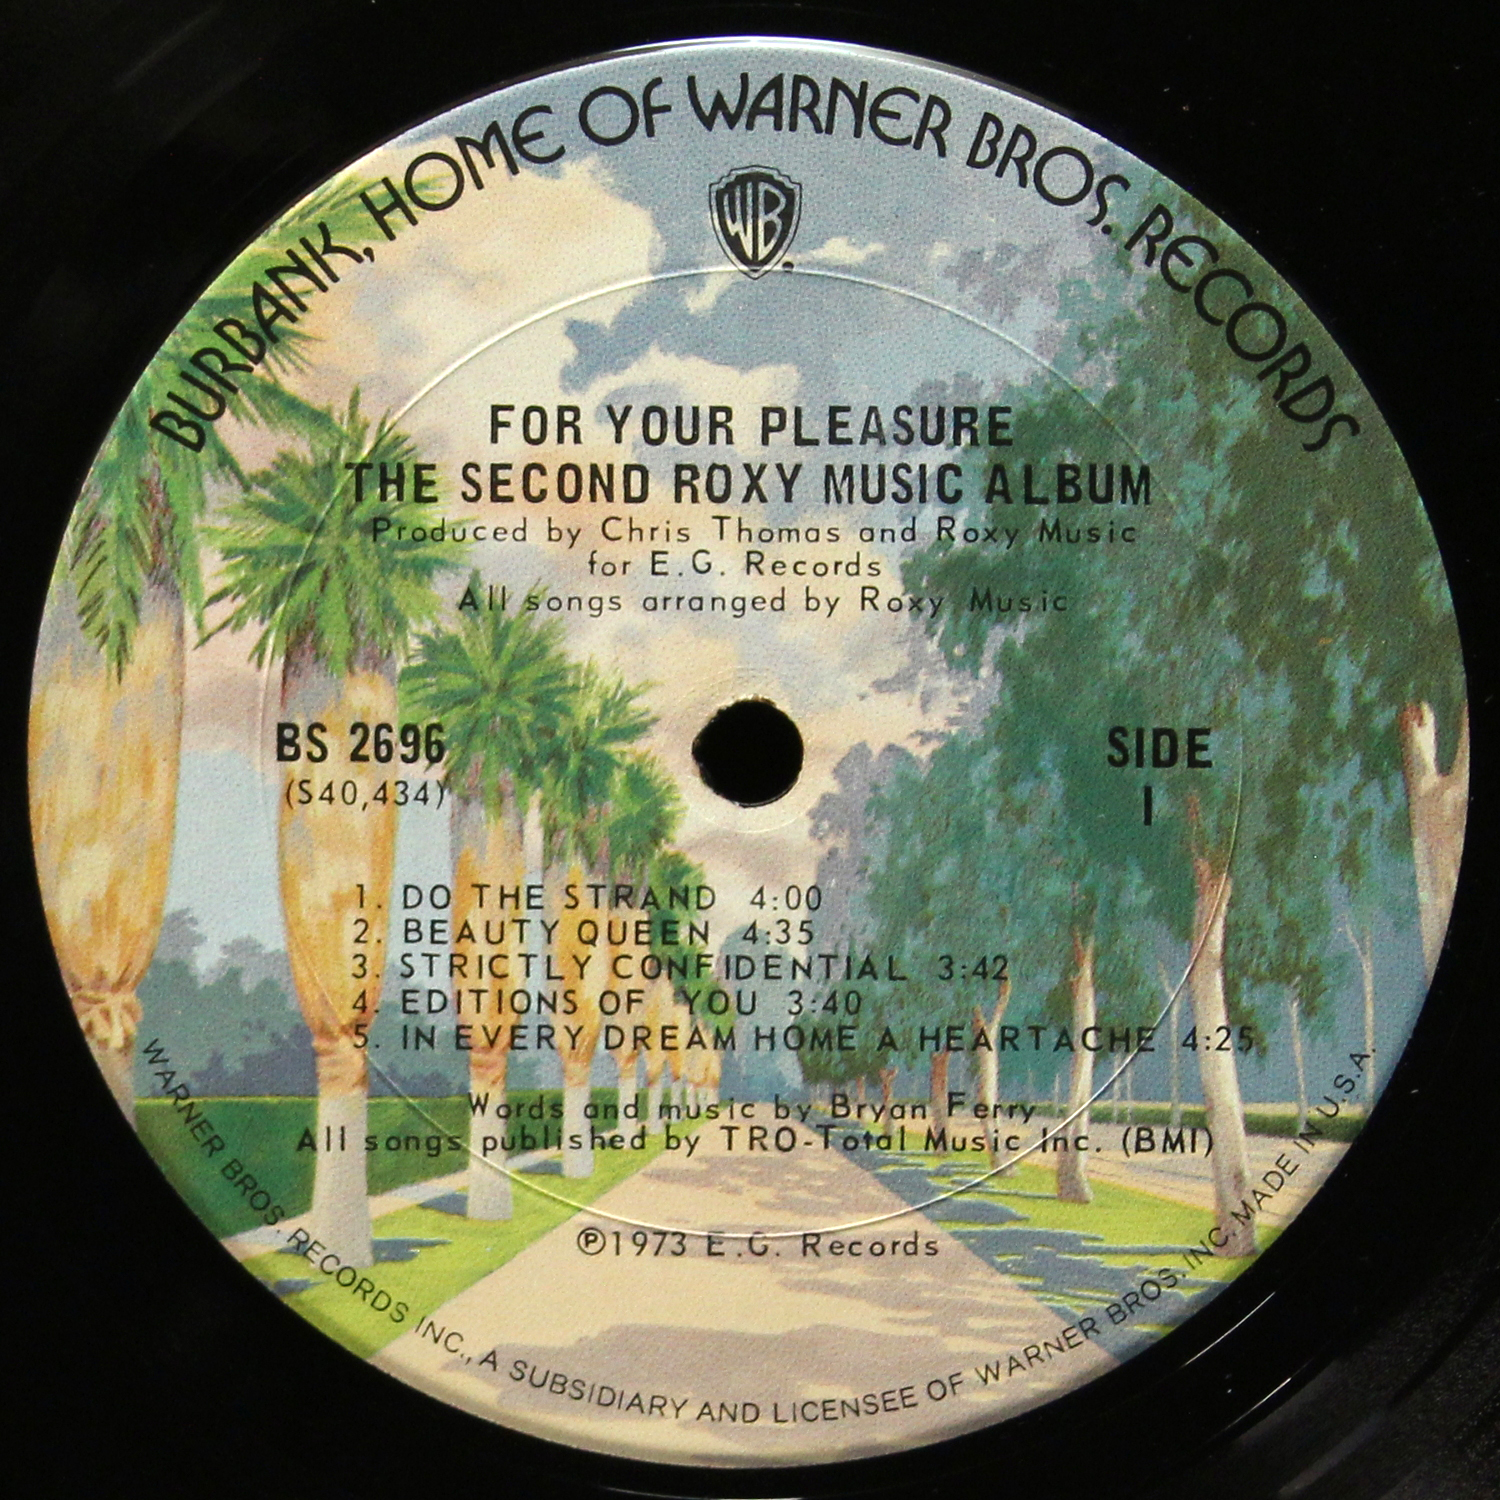 BURBANK, HOME OF WARNER BROS. RECORDS
WB
FOR YOUR PLEASURE
THE SECOND ROXY MUSIC ALBUM
Produced by Chris Thomas and Roxy Music
for E.G. Records
All songs arranged by Roxy Music
BS 2696
(S40,434)
SIDE
1
1. DO THE STRAND 4:00
2. BEAUTY QUEEN 4:35
3. STRICTLY CONFIDENTIAL 3:42
4. EDITIONS OF YOU 3:40
5. IN EVERY DREAM HOME A HEARTACHE 4:25
Words and music by Bryan Ferry
All songs published by TRO-Total Music Inc. (BMI)
℗1973 E.G. Records
WARNER BROS. RECORDS INC., A SUBSIDIARY AND LICENSEE OF WARNER BROS. INC. MADE IN U.S.A.